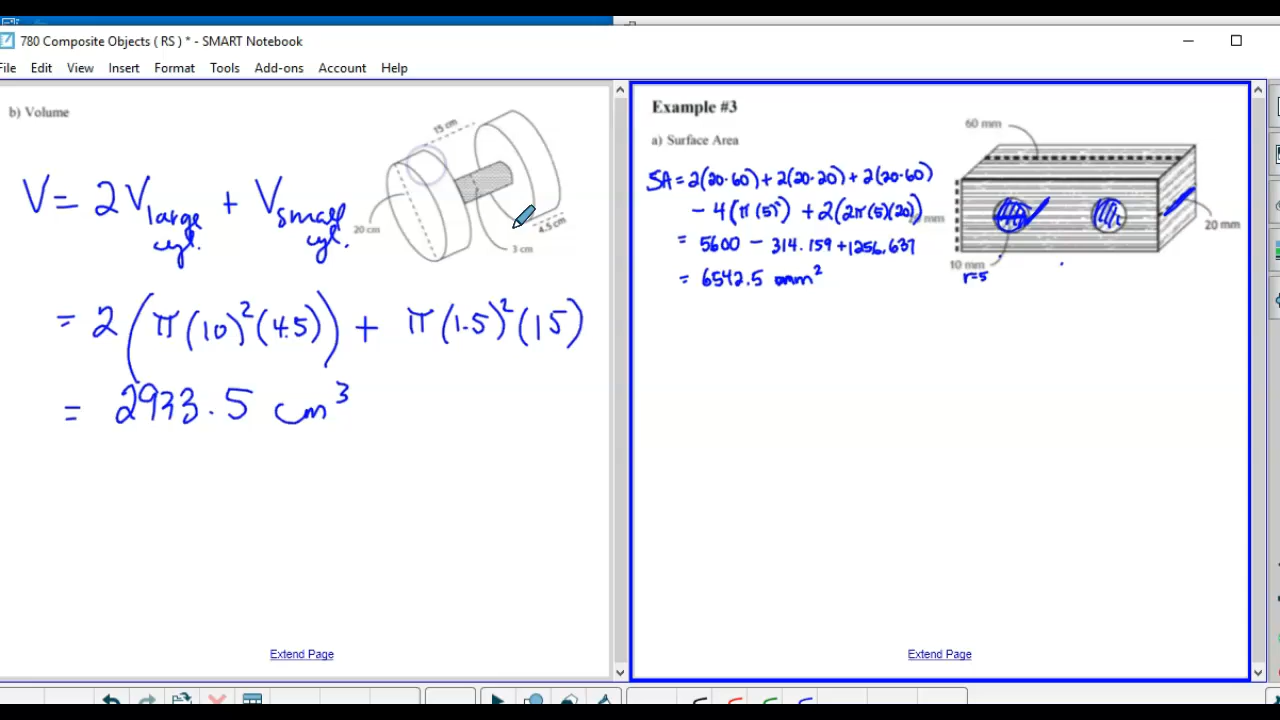 780 Composite Objects ( RS ) * - SMART Notebook
File Edit View Insert Format Tools Add-ons Account Help
b) Volume
15 cm
20 cm
4.5 cm
3 cm
V = 2V large cyl. + V small cyl.
= 2(π(10)²(4.5)) + π(1.5)²(15)
= 2933.5 cm³
Extend Page
Example #3
a) Surface Area
60 mm
SA = 2(20·60) + 2(20·20) + 2(20·60)
- 4(π(5)²) + 2(2π(5)(20))
mm
20 mm
= 5600 - 314.159 + 1256.637
10 mm
r=5
= 6542.5 mm²
Extend Page